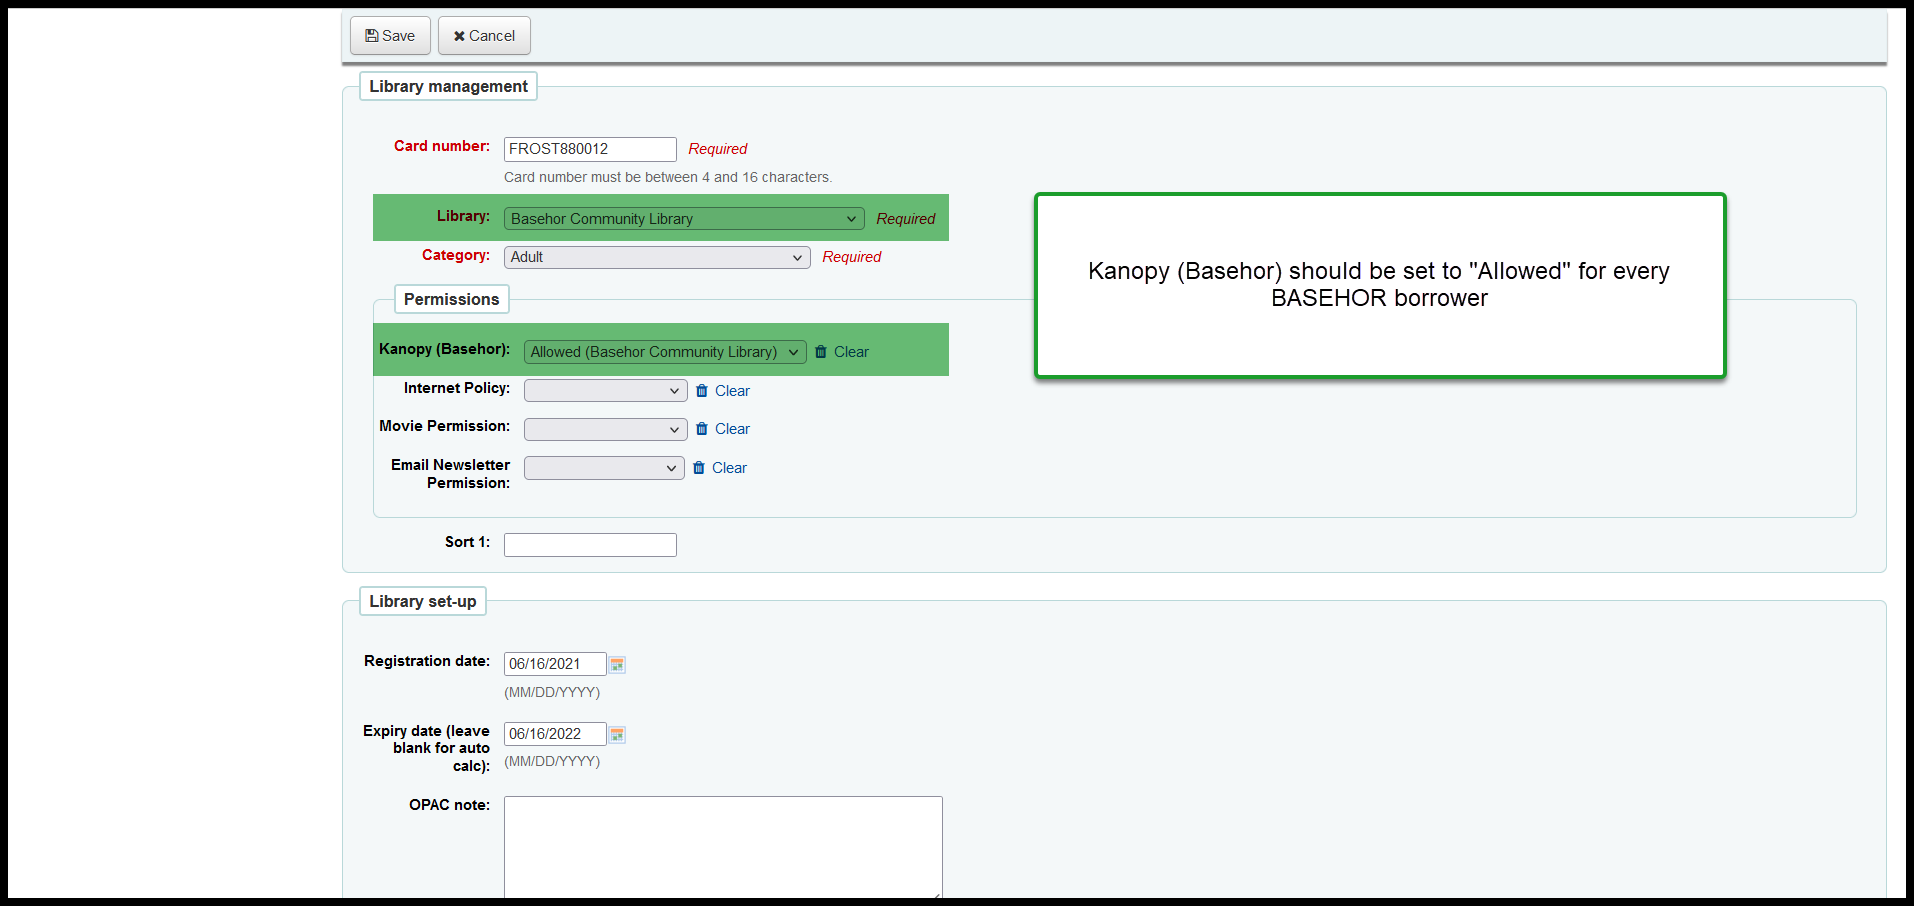 Save
Cancel
Library management
Card number: FROST880012 Required
Card number must be between 4 and 16 characters.
Library: Basehor Community Library Required
Category: Adult Required
Kanopy (Basehor) should be set to "Allowed" for every
BASEHOR borrower
Permissions
Kanopy (Basehor): Allowed (Basehor Community Library) Clear
Internet Policy: Clear
Movie Permission: Clear
Email Newsletter
Permission: Clear
Sort 1:
Library set-up
Registration date: 06/16/2021
(MM/DD/YYYY)
Expiry date (leave
blank for auto
calc): 06/16/2022
(MM/DD/YYYY)
OPAC note: